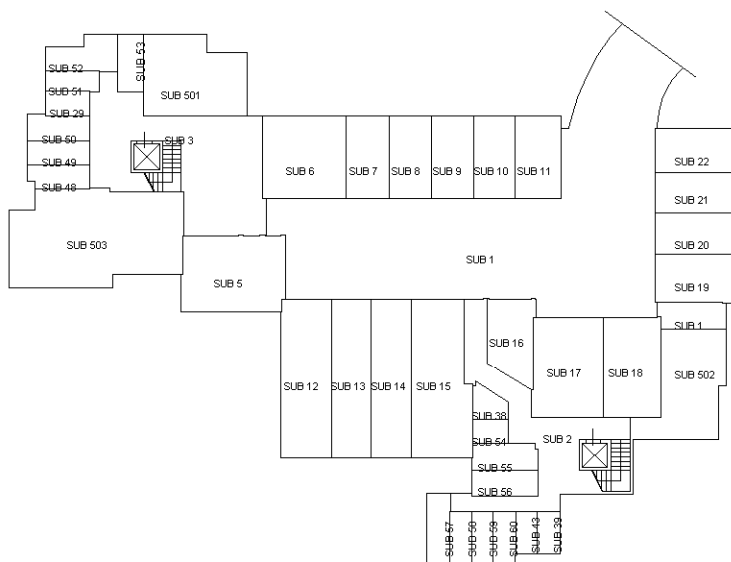 SUB 53
SUB 52
SUB 51
SUB 501
SUB 29
SUB 50
SUB 3
SUB 49
SUB 48
SUB 6
SUB 7
SUB 8
SUB 9
SUB 10
SUB 11
SUB 22
SUB 21
SUB 20
SUB 19
SUB 503
SUB 1
SUB 5
SUB 1
SUB 16
SUB 17
SUB 18
SUB 502
SUB 12
SUB 13
SUB 14
SUB 15
SUB 38
SUB 54
SUB 2
SUB 55
SUB 56
SUB 57
SUB 58
SUB 59
SUB 60
SUB 43
SUB 39